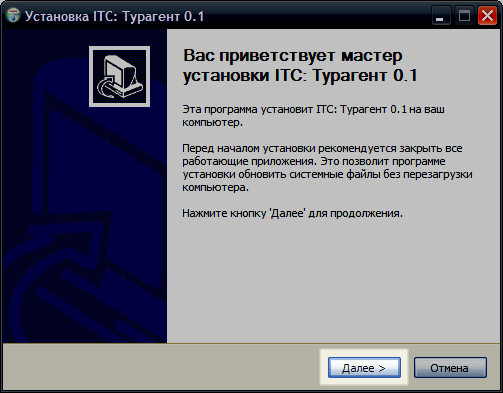 Установка ITC: Турагент 0.1
Вас приветствует мастер
установки ITC: Турагент 0.1
Эта программа установит ITC: Турагент 0.1 на ваш
компьютер.
Перед началом установки рекомендуется закрыть все
работающие приложения. Это позволит программе
установки обновить системные файлы без перезагрузки
компьютера.
Нажмите кнопку 'Далее' для продолжения.
Далее >
Отмена